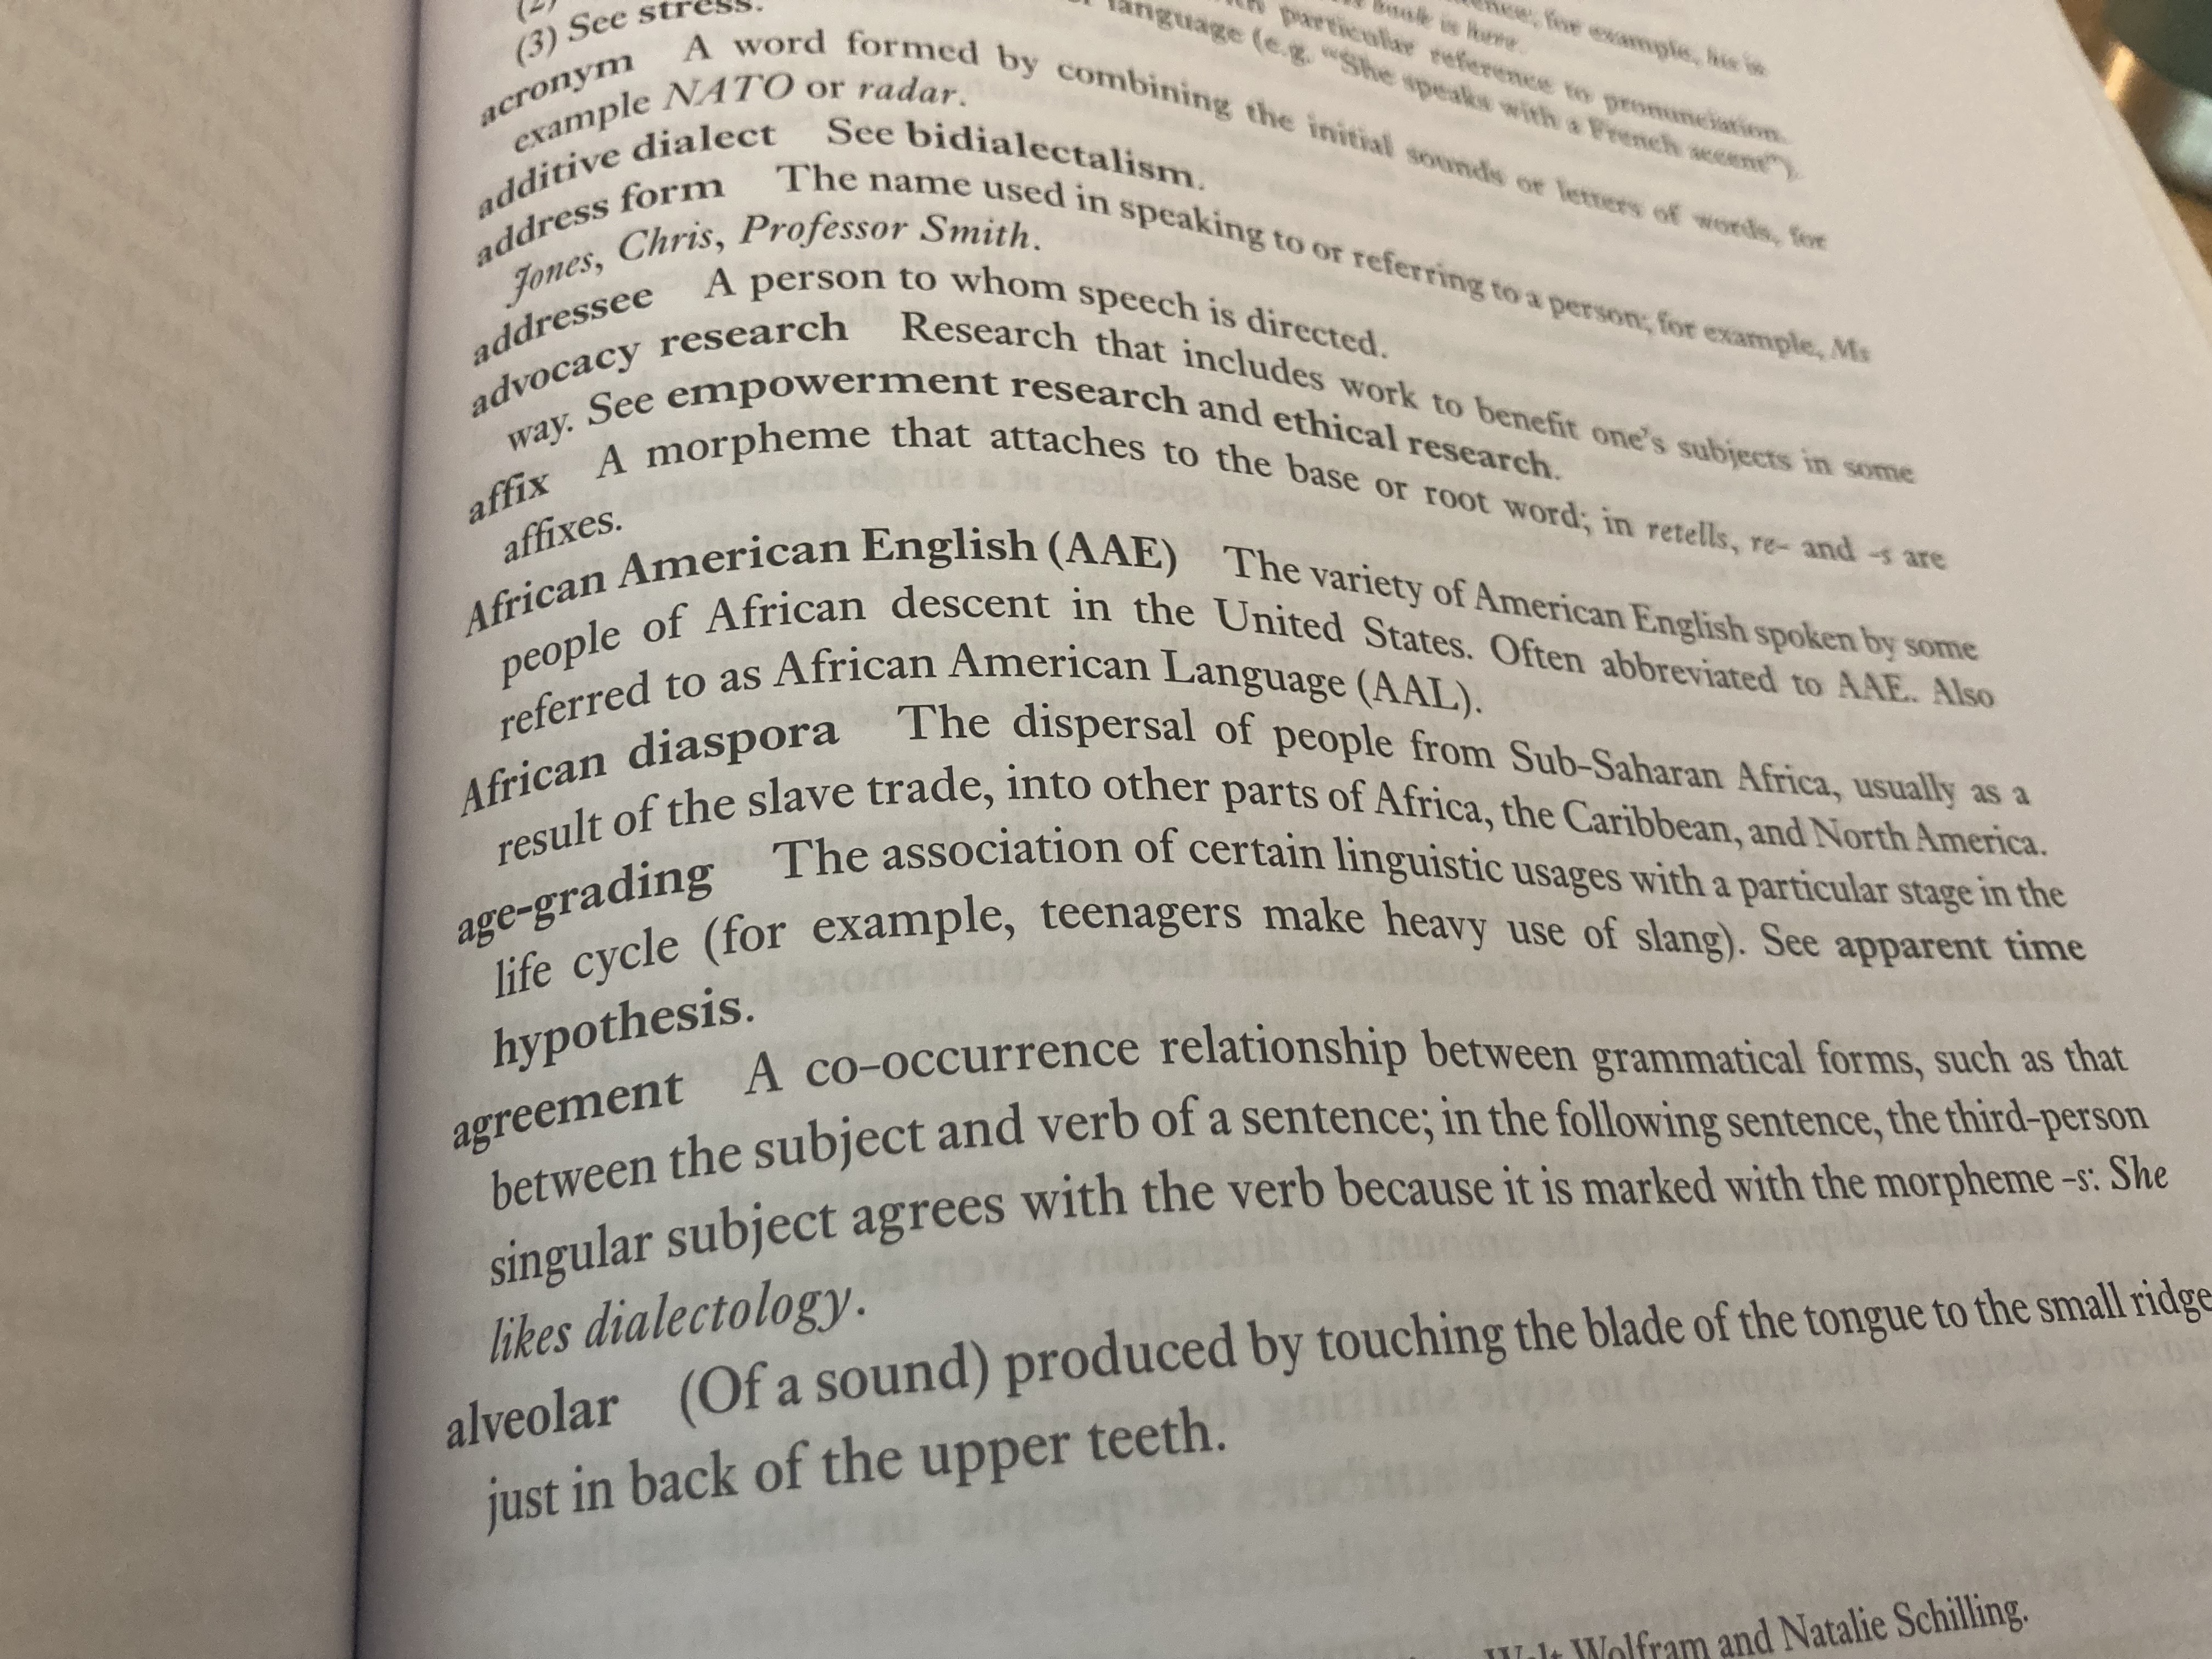 (2)
ence; for example, his is
book is here.
particular reference to pronunciation.
(3) See stress.
language (e.g. "She speaks with a French accent").
acronym A word formed by combining the initial sounds or letters of words, for
example NATO or radar.
additive dialect See bidialectalism.
address form The name used in speaking to or referring to a person; for example, Ms
Jones, Chris, Professor Smith.
addressee A person to whom speech is directed.
advocacy research Research that includes work to benefit one's subjects in some
way. See empowerment research and ethical research.
affix A morpheme that attaches to the base or root word; in retells, re- and -s are
affixes.
African American English (AAE) The variety of American English spoken by some
people of African descent in the United States. Often abbreviated to AAE. Also
referred to as African American Language (AAL).
African diaspora The dispersal of people from Sub-Saharan Africa, usually as a
result of the slave trade, into other parts of Africa, the Caribbean, and North America.
age-grading The association of certain linguistic usages with a particular stage in the
life cycle (for example, teenagers make heavy use of slang). See apparent time
hypothesis.
agreement A co-occurrence relationship between grammatical forms, such as that
between the subject and verb of a sentence; in the following sentence, the third-person
singular subject agrees with the verb because it is marked with the morpheme -s: She
likes dialectology.
alveolar (Of a sound) produced by touching the blade of the tongue to the small ridge
just in back of the upper teeth.
Walt Wolfram and Natalie Schilling.